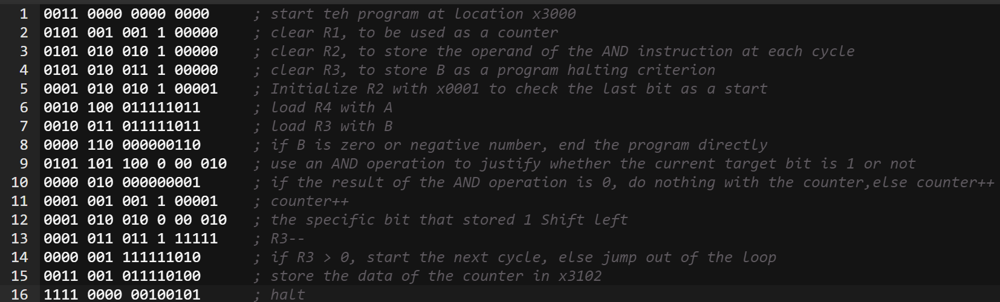 1 0011 0000 0000 0000 ; start teh program at location x3000
2 0101 001 001 1 00000 ; clear R1, to be used as a counter
3 0101 010 010 1 00000 ; clear R2, to store the operand of the AND instruction at each cycle
4 0101 010 011 1 00000 ; clear R3, to store B as a program halting criterion
5 0001 010 010 1 00001 ; Initialize R2 with x0001 to check the last bit as a start
6 0010 100 011111011 ; load R4 with A
7 0010 011 011111011 ; load R3 with B
8 0000 110 000000110 ; if B is zero or negative number, end the program directly
9 0101 101 100 0 00 010 ; use an AND operation to justify whether the current target bit is 1 or not
10 0000 010 000000001 ; if the result of the AND operation is 0, do nothing with the counter,else counter++
11 0001 001 001 1 00001 ; counter++
12 0001 010 010 0 00 010 ; the specific bit that stored 1 Shift left
13 0001 011 011 1 11111 ; R3--
14 0000 001 111111010 ; if R3 > 0, start the next cycle, else jump out of the loop
15 0011 001 011110100 ; store the data of the counter in x3102
16 1111 0000 00100101 ; halt